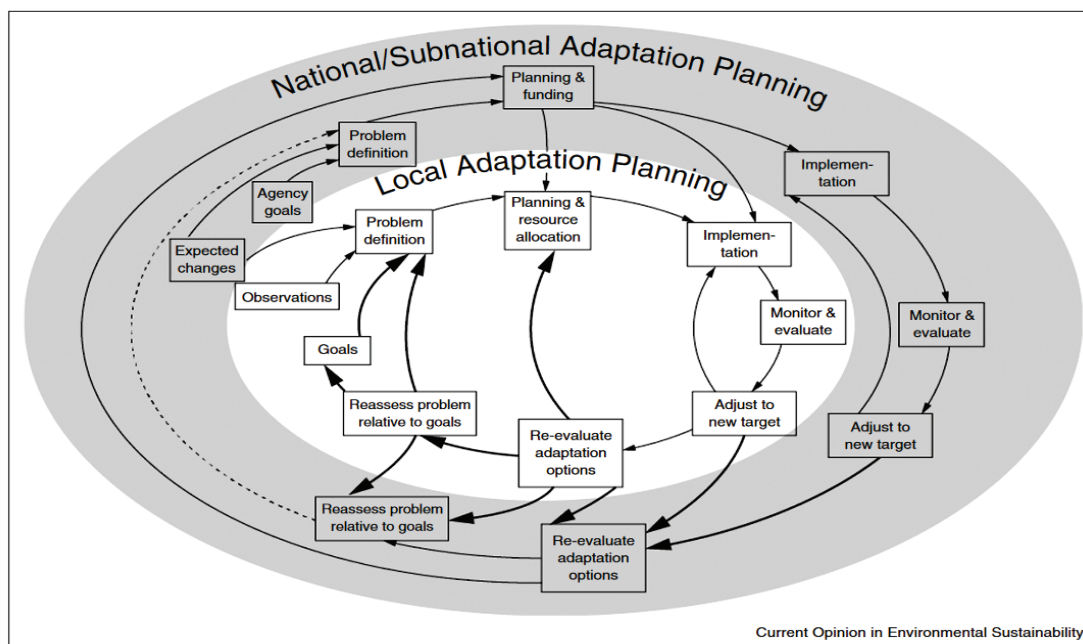 National/Subnational Adaptation Planning
Planning &
funding
Problem
definition
Implemen-
tation
Local Adaptation Planning
Agency
goals
Planning &
resource
allocation
Problem
definition
Implemen-
tation
Expected
changes
Observations
Monitor &
evaluate
Monitor &
evaluate
Goals
Reassess problem
relative to goals
Adjust to
new target
Re-evaluate
adaptation
options
Adjust to
new target
Reassess problem
relative to goals
Re-evaluate
adaptation
options
Current Opinion in Environmental Sustainability